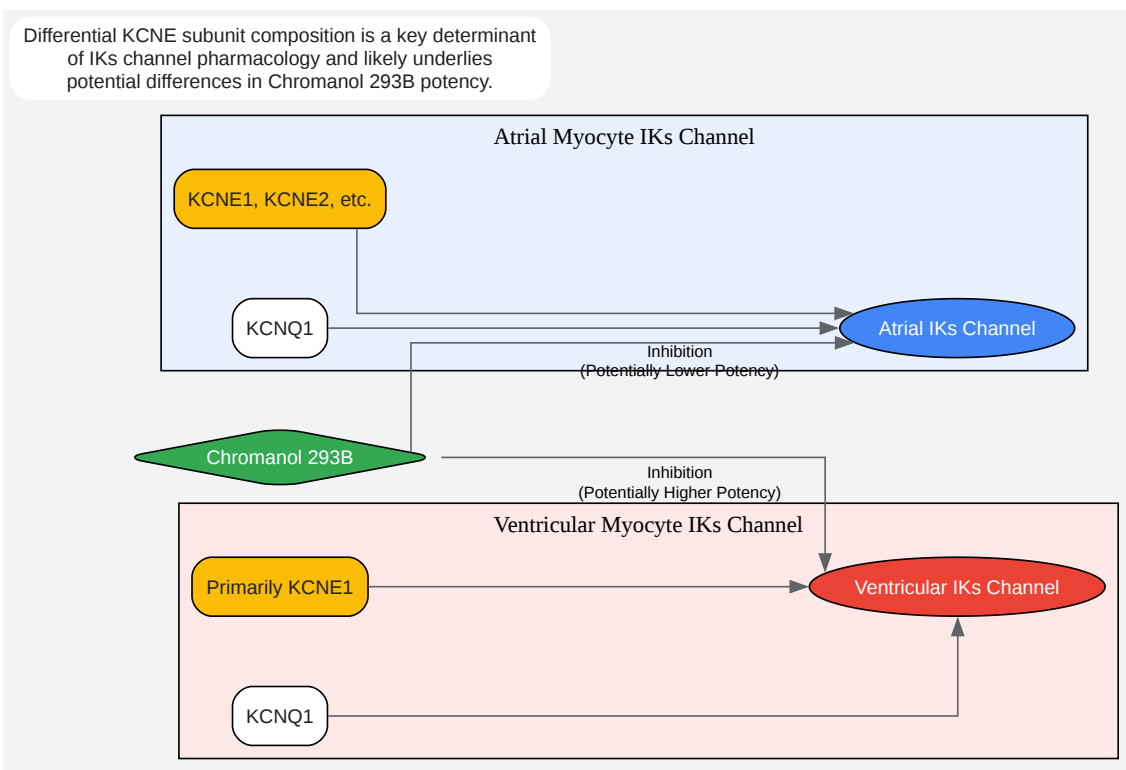 Differential KCNE subunit composition is a key determinant
of IKs channel pharmacology and likely underlies
potential differences in Chromanol 293B potency.
Atrial Myocyte IKs Channel
KCNE1, KCNE2, etc.
KCNQ1
Atrial IKs Channel
Inhibition
(Potentially Lower Potency)
Chromanol 293B
Inhibition
(Potentially Higher Potency)
Ventricular Myocyte IKs Channel
Primarily KCNE1
Ventricular IKs Channel
KCNQ1